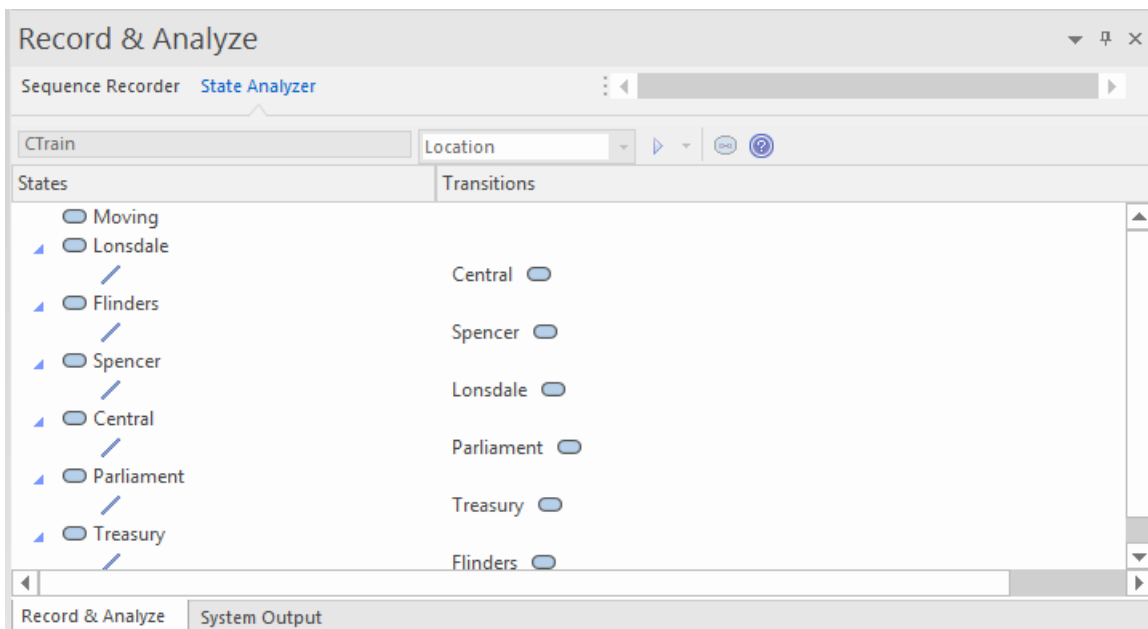 Record & Analyze
Sequence Recorder State Analyzer
CTrain Location
States Transitions
Moving
Lonsdale
Central
Flinders
Spencer
Spencer
Lonsdale
Central
Parliament
Parliament
Treasury
Treasury
Flinders
Record & Analyze System Output